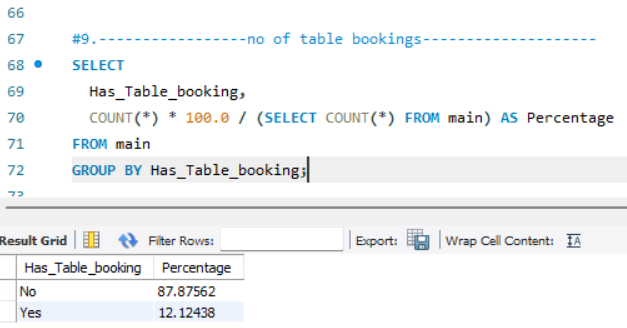 66
67 #9.-----------------no of table bookings--------------------
68 SELECT
69 Has_Table_booking,
70 COUNT(*) * 100.0 / (SELECT COUNT(*) FROM main) AS Percentage
71 FROM main
72 GROUP BY Has_Table_booking;
73
Result Grid Filter Rows: Export: Wrap Cell Content: IA
Has_Table_booking Percentage
No 87.87562
Yes 12.12438